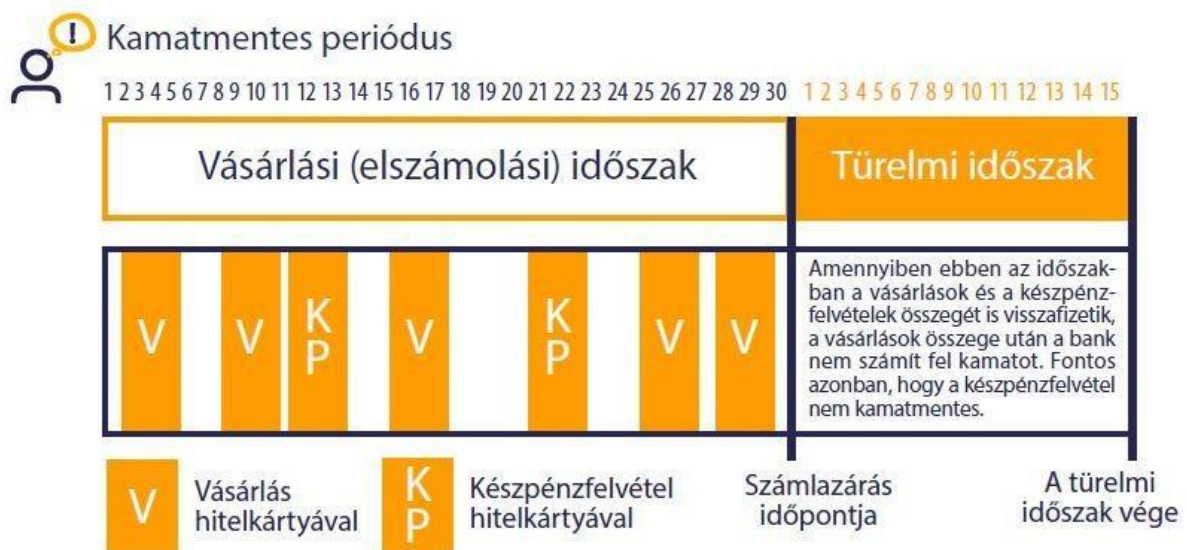 !
Kamatmentes periódus
1 2 3 4 5 6 7 8 9 10 11 12 13 14 15 16 17 18 19 20 21 22 23 24 25 26 27 28 29 30 1 2 3 4 5 6 7 8 9 10 11 12 13 14 15
Vásárlási (elszámolási) időszak
Türelmi időszak
V
V
K
P
V
K
P
V
V
Amennyiben ebben az időszak-
ban a vásárlások és a készpénz-
felvételek összegét is visszafizetik,
a vásárlások összege után a bank
nem számít fel kamatot. Fontos
azonban, hogy a készpénzfelvétel
nem kamatmentes.
V
Vásárlás
hitelkártyával
K
P
Készpénzfelvétel
hitelkártyával
Számlazárás
időpontja
A türelmi
időszak vége